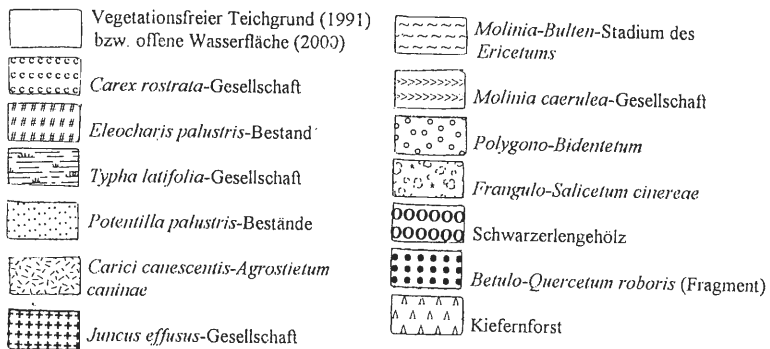 Vegetationsfreier Teichgrund (1991)
bzw. offene Wasserfläche (2000)
Carex rostrata-Gesellschaft
Eleocharis palustris-Bestand
Typha latifolia-Gesellschaft
Potentilla palustris-Bestände
Carici canescentis-Agrostietum
caninae
Juncus effusus-Gesellschaft
Molinia-Bulten-Stadium des
Ericetums
Molinia caerulea-Gesellschaft
Polygono-Bidentetum
Frangulo-Salicetum cinereae
Schwarzerlengehölz
Betulo-Quercetum roboris (Fragment)
Kiefernforst